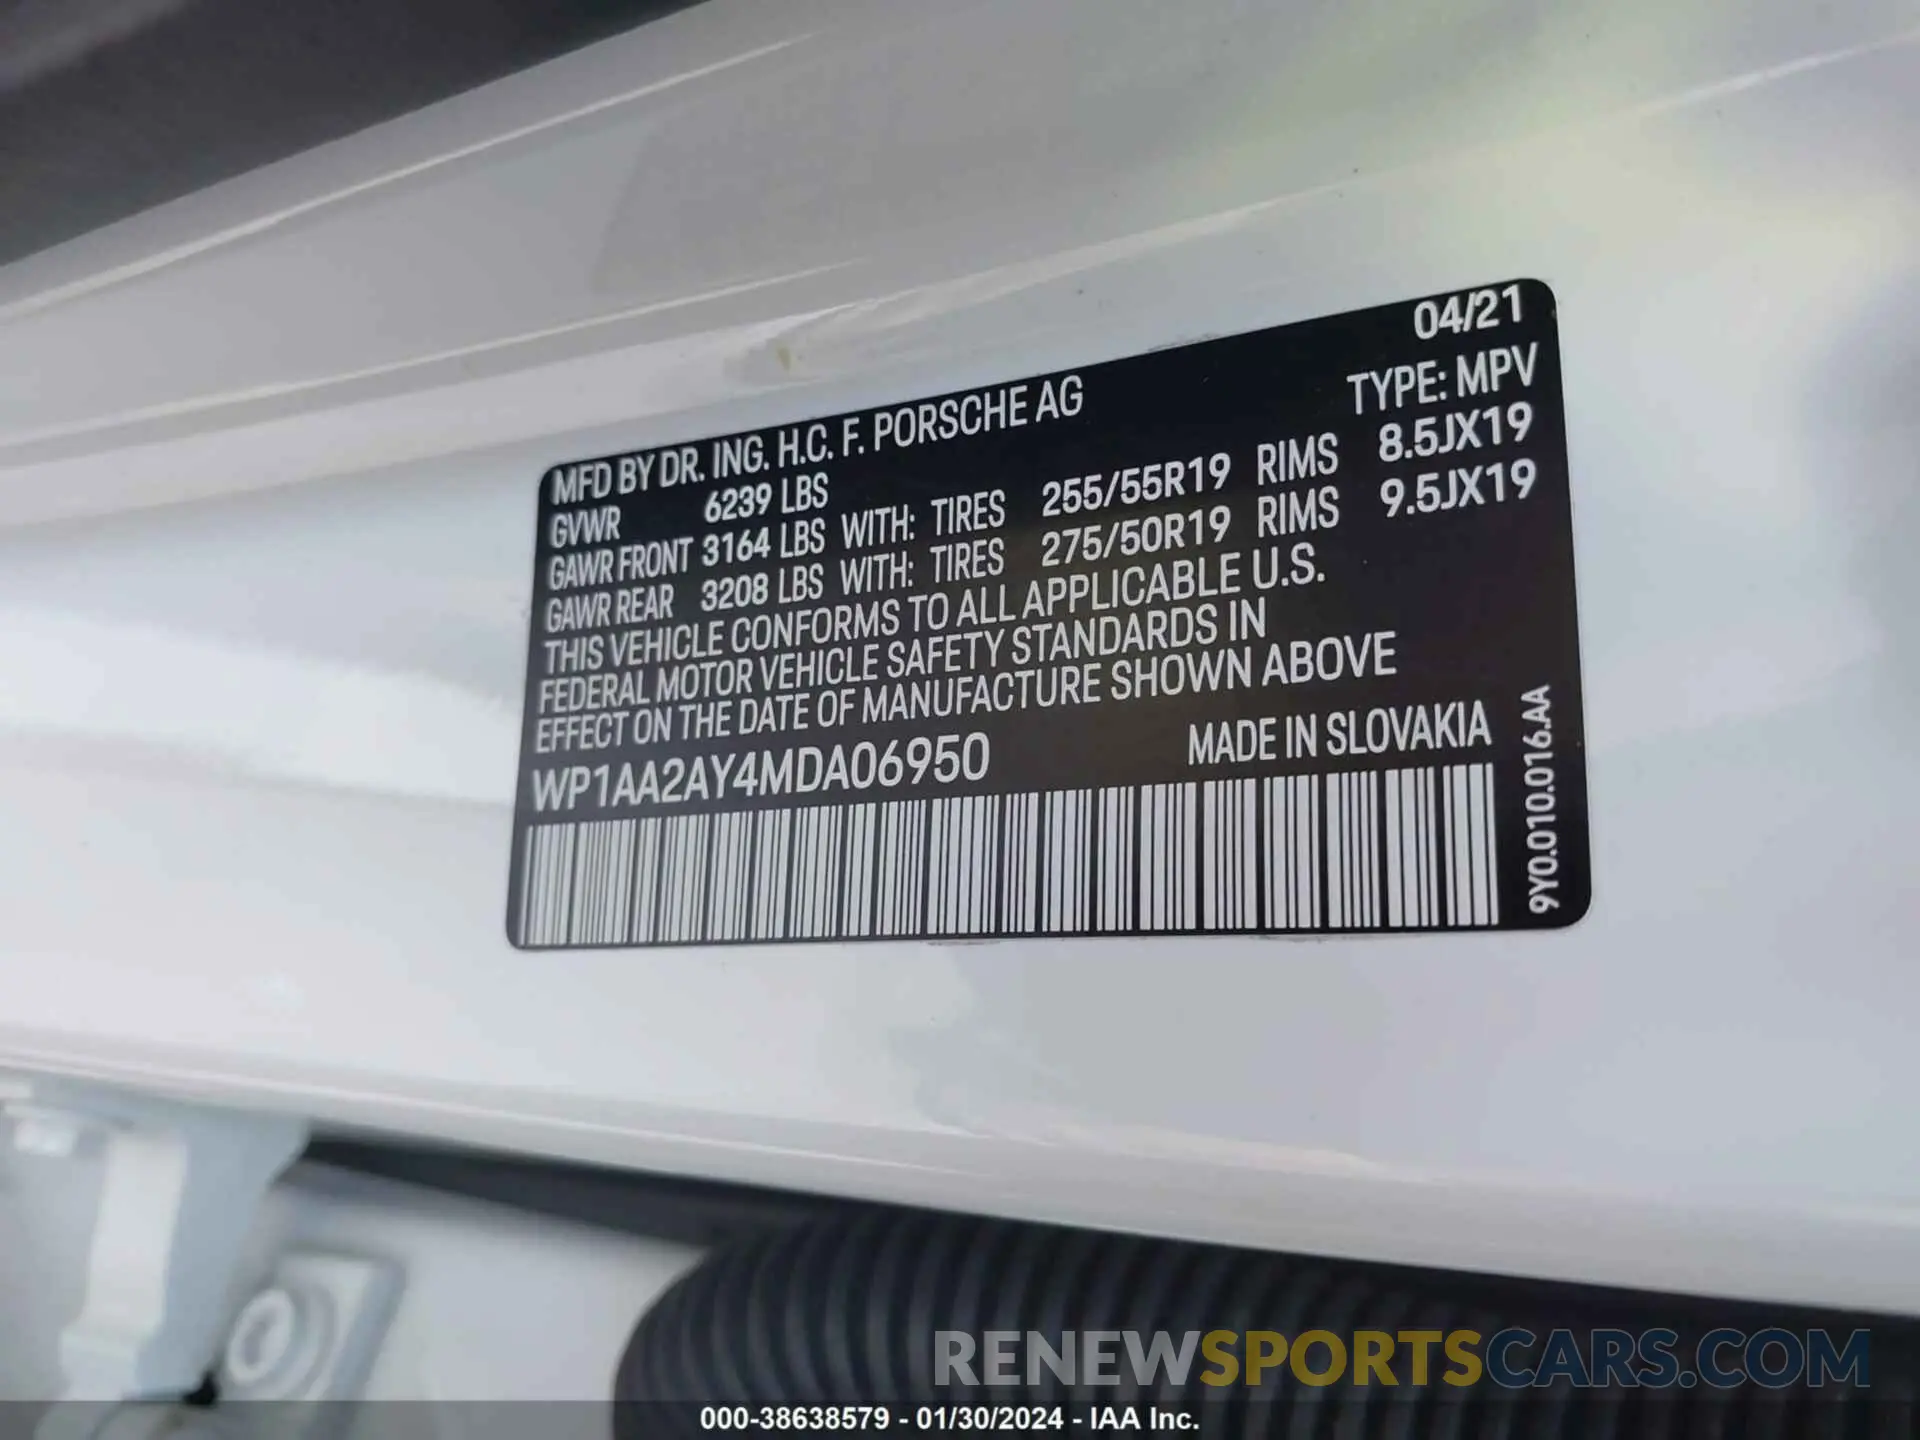 04/21
MFD BY DR. ING. H.C. F. PORSCHE AG TYPE: MPV
GVWR 6239 LBS
GAWR FRONT 3164 LBS WITH: TIRES 255/55R19 RIMS 8.5JX19
GAWR REAR 3208 LBS WITH: TIRES 275/50R19 RIMS 9.5JX19
THIS VEHICLE CONFORMS TO ALL APPLICABLE U.S.
FEDERAL MOTOR VEHICLE SAFETY STANDARDS IN
EFFECT ON THE DATE OF MANUFACTURE SHOWN ABOVE
WP1AA2AY4MDA06950 MADE IN SLOVAKIA
9Y0.010.016.AA
RENEWSPORTSCARS.COM
000-38638579 - 01/30/2024 - IAA Inc.